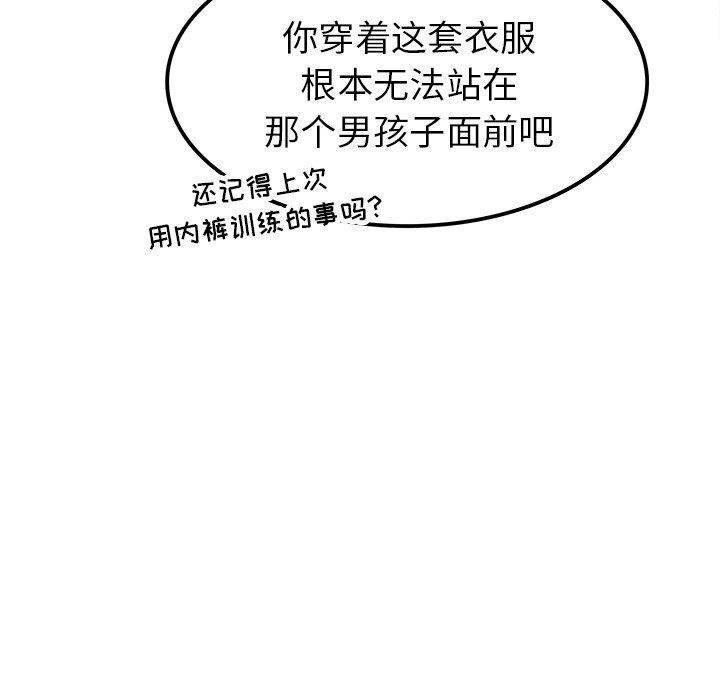 你穿着这套衣服
根本无法站在
那个男孩子面前吧
还记得上次
用内裤训练的事吗?